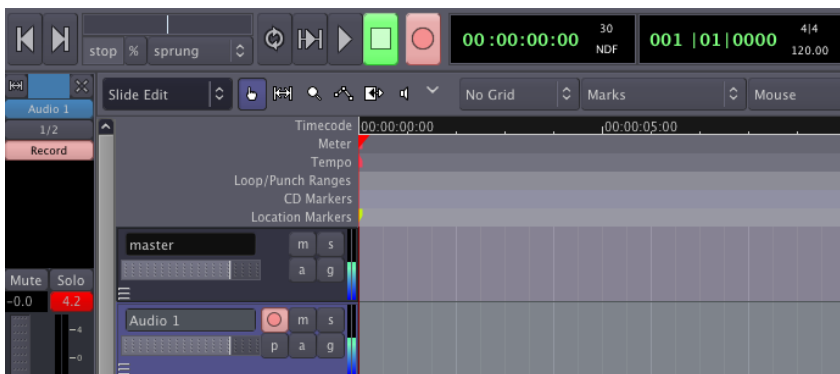 stop % sprung 00:00:00:00 30 NDF 001 |01|0000 4|4 120.00
Slide Edit No Grid Marks Mouse
Audio 1
1/2
Record
Timecode 00:00:00:00 00:00:05:00
Meter
Tempo
Loop/Punch Ranges
CD Markers
Location Markers
master m s
a g
Mute Solo
-0.0 4.2
Audio 1 m s
p a g
-4
-0